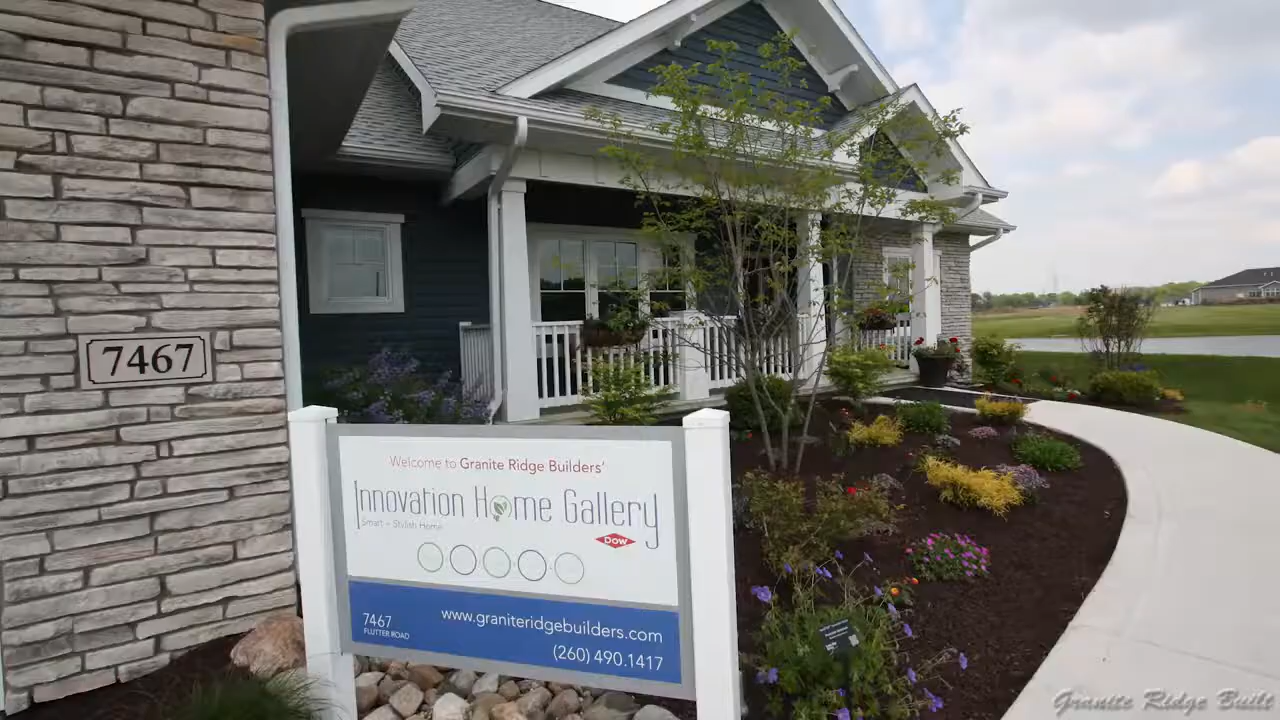 7467
Welcome to Granite Ridge Builders'
Innovation Home Gallery
Smart - Stylish Home
DOW
www.graniteridgebuilders.com
7467
FLUTTER ROAD
(260) 490.1417
Granite Ridge Built